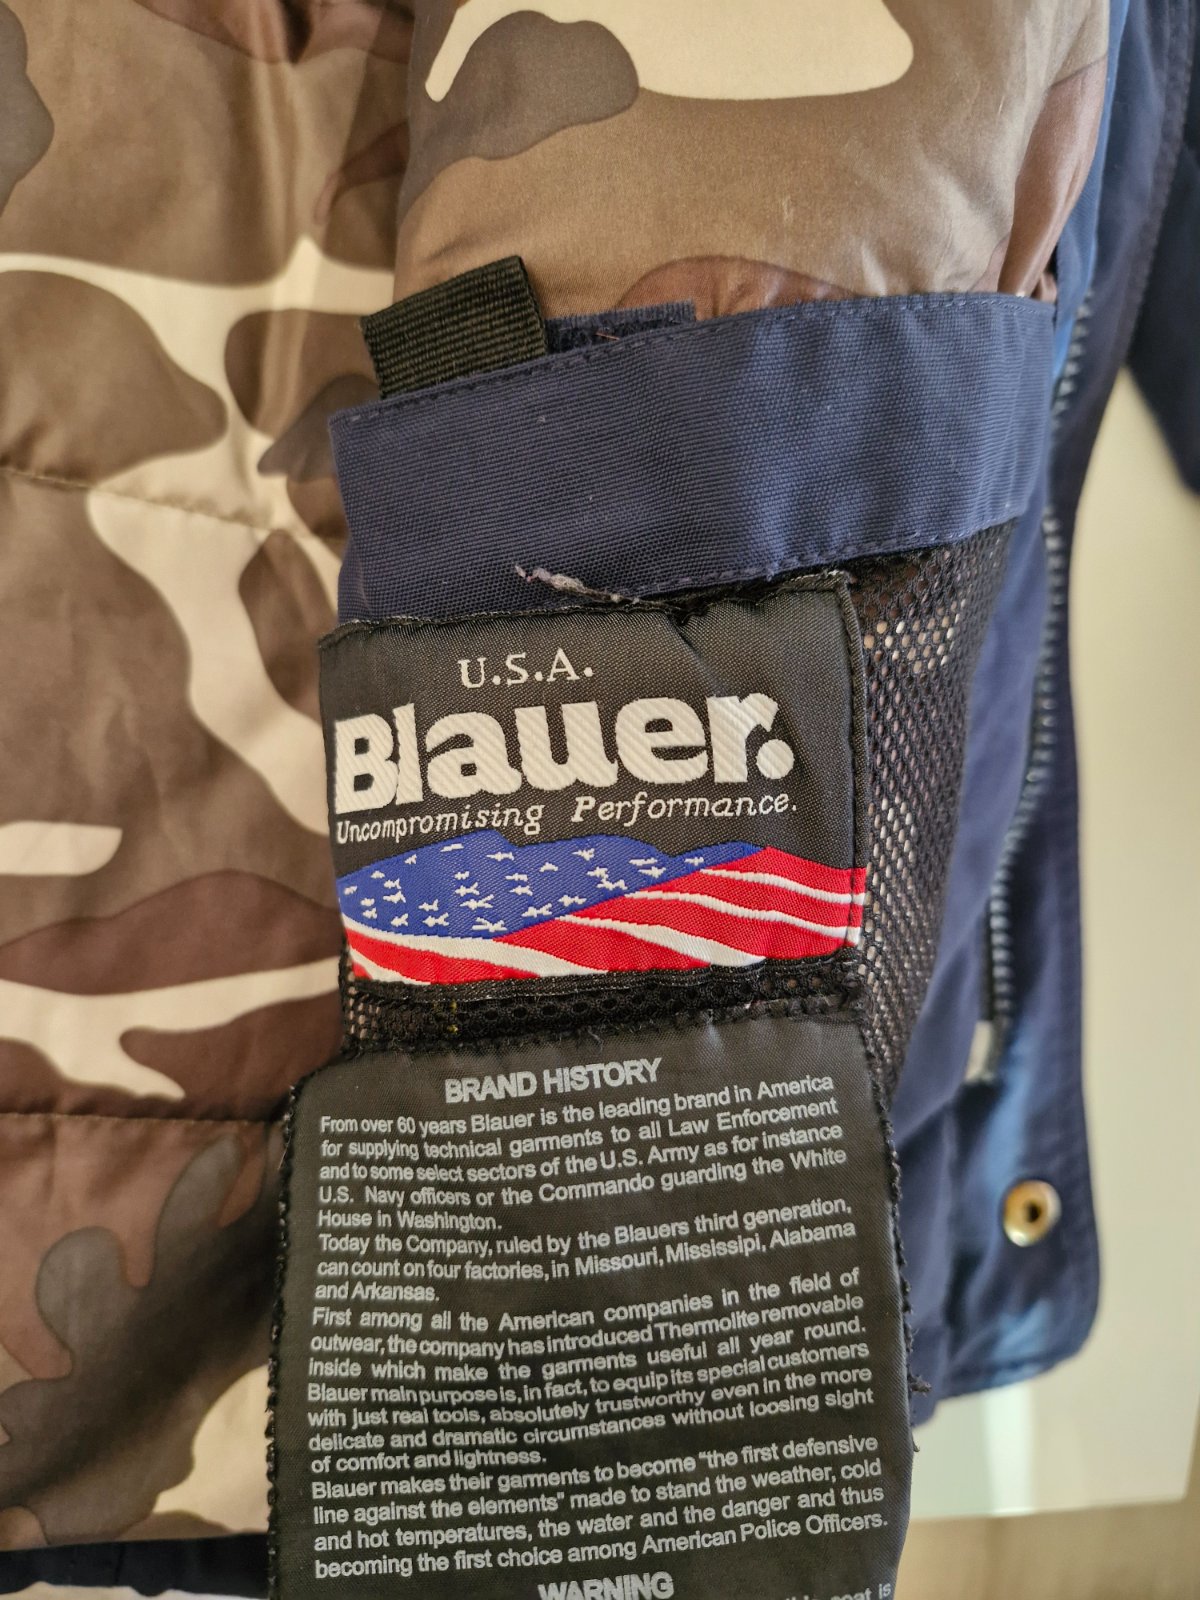 U.S.A.
Blauer.
Uncompromising Performance.
BRAND HISTORY
From over 60 years Blauer is the leading brand in America
for supplying technical garments to all Law Enforcement
and to some select sectors of the U.S. Army as for instance
U.S. Navy officers or the Commando guarding the White
House in Washington.
Today the Company, ruled by the Blauers third generation,
can count on four factories, in Missouri, Mississipi, Alabama
and Arkansas.
First among all the American companies in the field of
outwear, the company has introduced Thermolite removable
inside which make the garments useful all year round.
Blauer main purpose is, in fact, to equip its special customers
with just real tools, absolutely trustworthy even in the more
delicate and dramatic circumstances without loosing sight
of comfort and lightness.
Blauer makes their garments to become "the first defensive
line against the elements" made to stand the weather, cold
and hot temperatures, the water and the danger and thus
becoming the first choice among American Police Officers.
WARNING
coat is